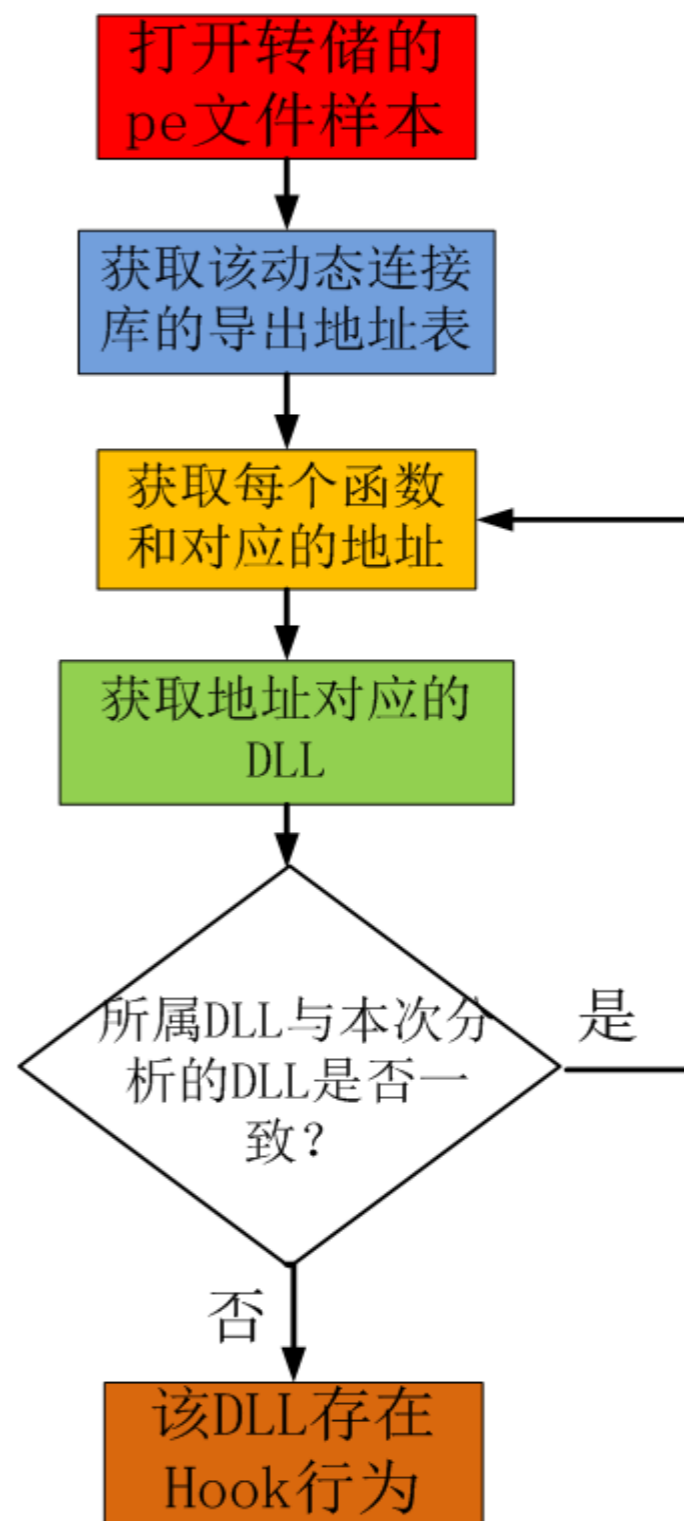 打开转储的
pe文件样本
获取该动态连接
库的导出地址表
获取每个函数
和对应的地址
获取地址对应的
DLL
所属DLL与本次分
析的DLL是否一
致?
是
否
该DLL存在
Hook行为